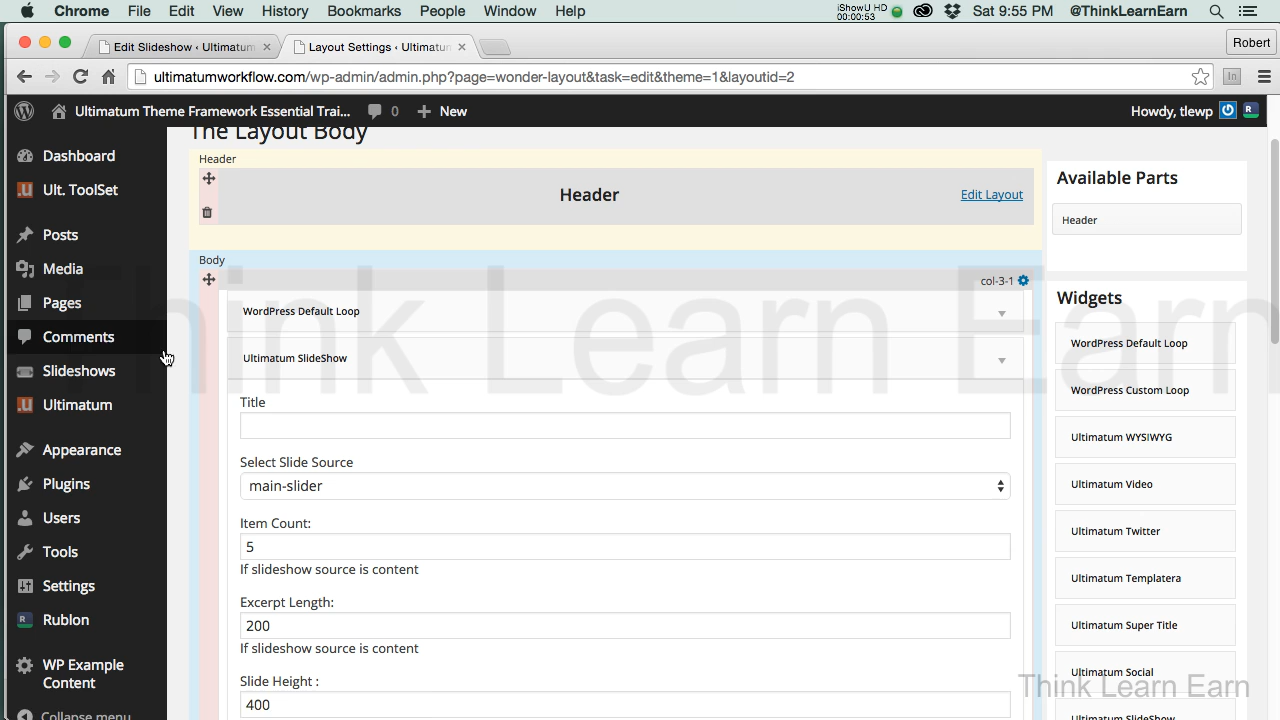 Chrome File Edit View History Bookmarks People Window Help
iShowU HD
00:00:53
Sat 9:55 PM @ThinkLearnEarn
Edit Slideshow ‹ Ultimatum
Layout Settings ‹ Ultimatum
Robert
ultimatumworkflow.com/wp-admin/admin.php?page=wonder-layout&task=edit&theme=1&layoutid=2
Ultimatum Theme Framework Essential Trai... 0 New
Howdy, tlewp
Dashboard
Ult. ToolSet
Posts
Media
Pages
Comments
Slideshows
Ultimatum
Appearance
Plugins
Users
Tools
Settings
Rublon
WP Example
Content
Collapse menu
The Layout Body
Header
Header
Edit Layout
Body
col-3-1
WordPress Default Loop
Ultimatum SlideShow
Title
Select Slide Source
main-slider
Item Count:
5
If slideshow source is content
Excerpt Length:
200
If slideshow source is content
Slide Height :
400
Available Parts
Header
Widgets
WordPress Default Loop
WordPress Custom Loop
Ultimatum WYSIWYG
Ultimatum Video
Ultimatum Twitter
Ultimatum Templatera
Ultimatum Super Title
Ultimatum Social
Ultimatum SlideShow
Think Learn Earn
Think Learn Earn